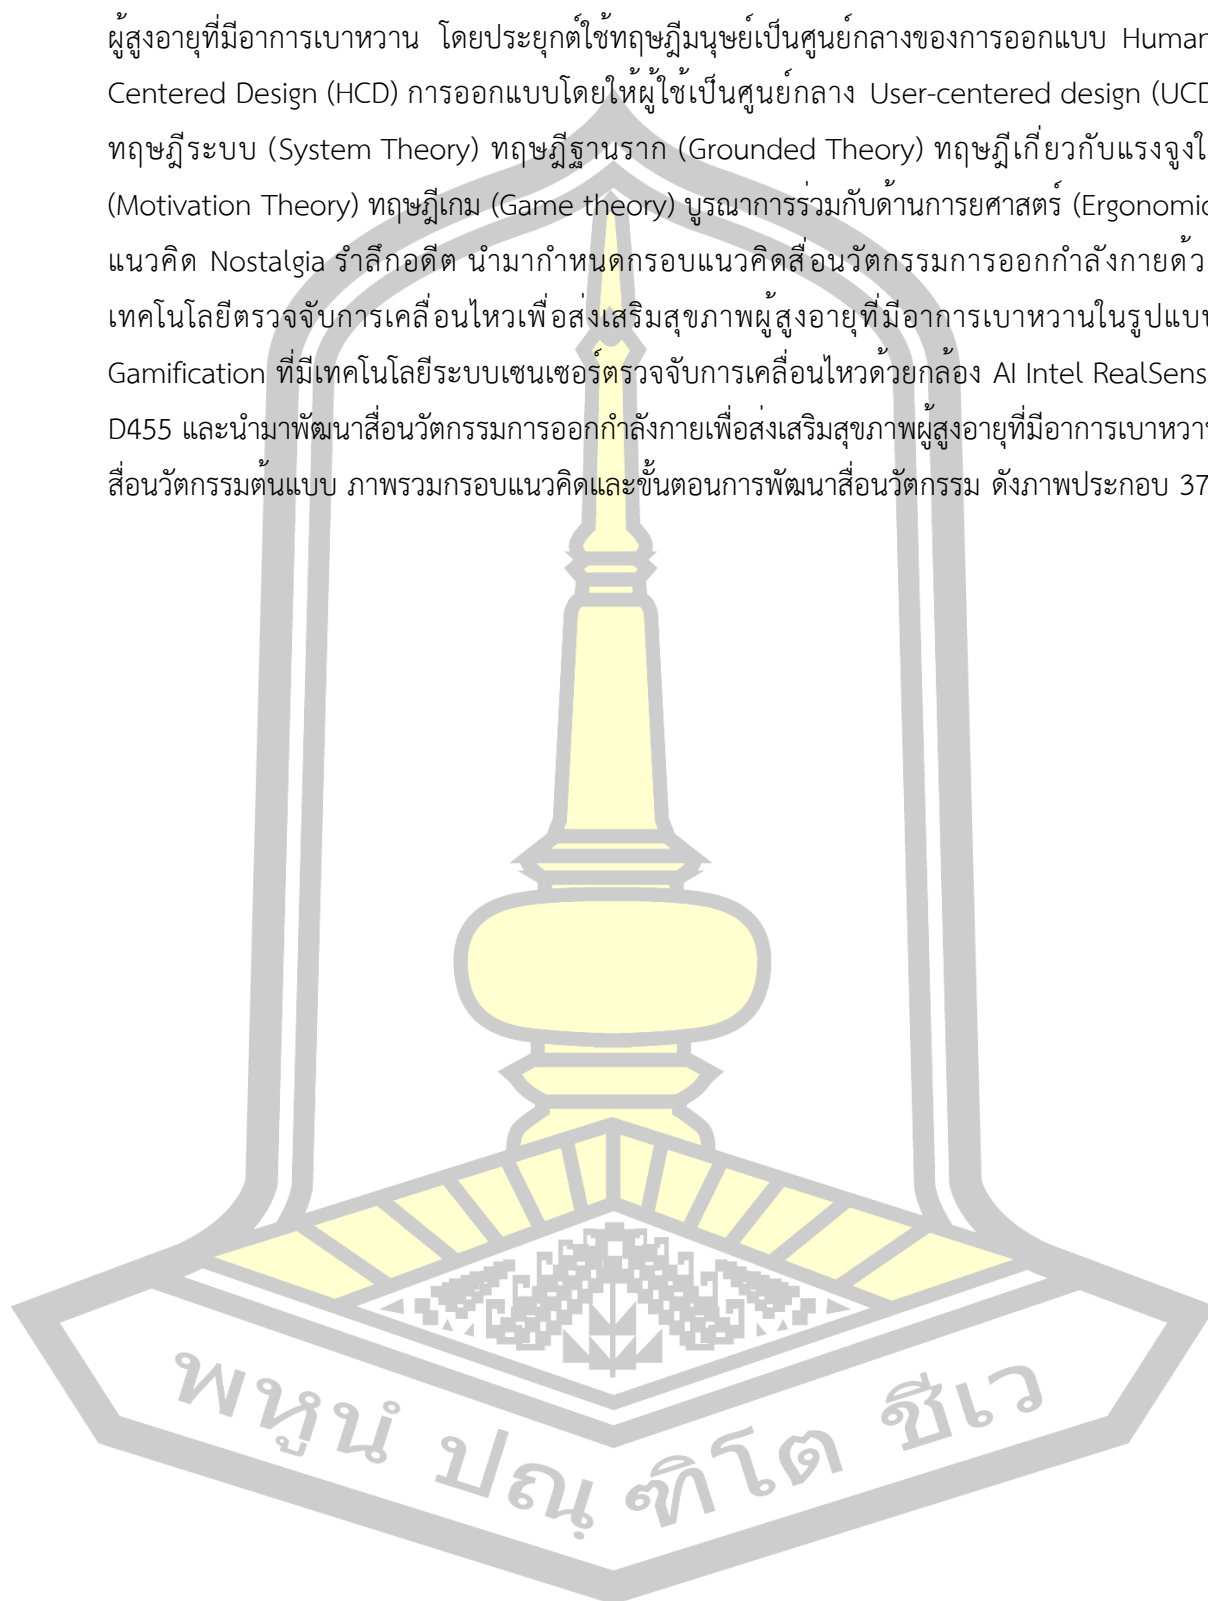 ผู้สูงอายุที่มีอาการเบาหวาน โดยประยุกต์ใช้ทฤษฎีมนุษย์เป็นศูนย์กลางของการออกแบบ Human
Centered Design (HCD) การออกแบบโดยให้ผู้ใช้เป็นศูนย์กลาง User-centered design (UCD
ทฤษฎีระบบ (System Theory) ทฤษฎีฐานราก (Grounded Theory) ทฤษฎีเกี่ยวกับแรงจูงใ
(Motivation Theory) ทฤษฎีเกม (Game theory) บูรณาการร่วมกับด้านการยศาสตร์ (Ergonomic
แนวคิด Nostalgia รำลึกอดีต นำมากำหนดกรอบแนวคิดสื่อนวัตกรรมการออกกำลังกายด้ว
เทคโนโลยีตรวจจับการเคลื่อนไหวเพื่อส่งเสริมสุขภาพผู้สูงอายุที่มีอาการเบาหวานในรูปแบบ
Gamification ที่มีเทคโนโลยีระบบเซนเซอร์ตรวจจับการเคลื่อนไหวด้วยกล้อง AI Intel RealSens
D455 และนำมาพัฒนาสื่อนวัตกรรมการออกกำลังกายเพื่อส่งเสริมสุขภาพผู้สูงอายุที่มีอาการเบาหวาน
สื่อนวัตกรรมต้นแบบ ภาพรวมกรอบแนวคิดและขั้นตอนการพัฒนาสื่อนวัตกรรม ดังภาพประกอบ 37
พหูนํ ปณฺฑิโต ชีเว